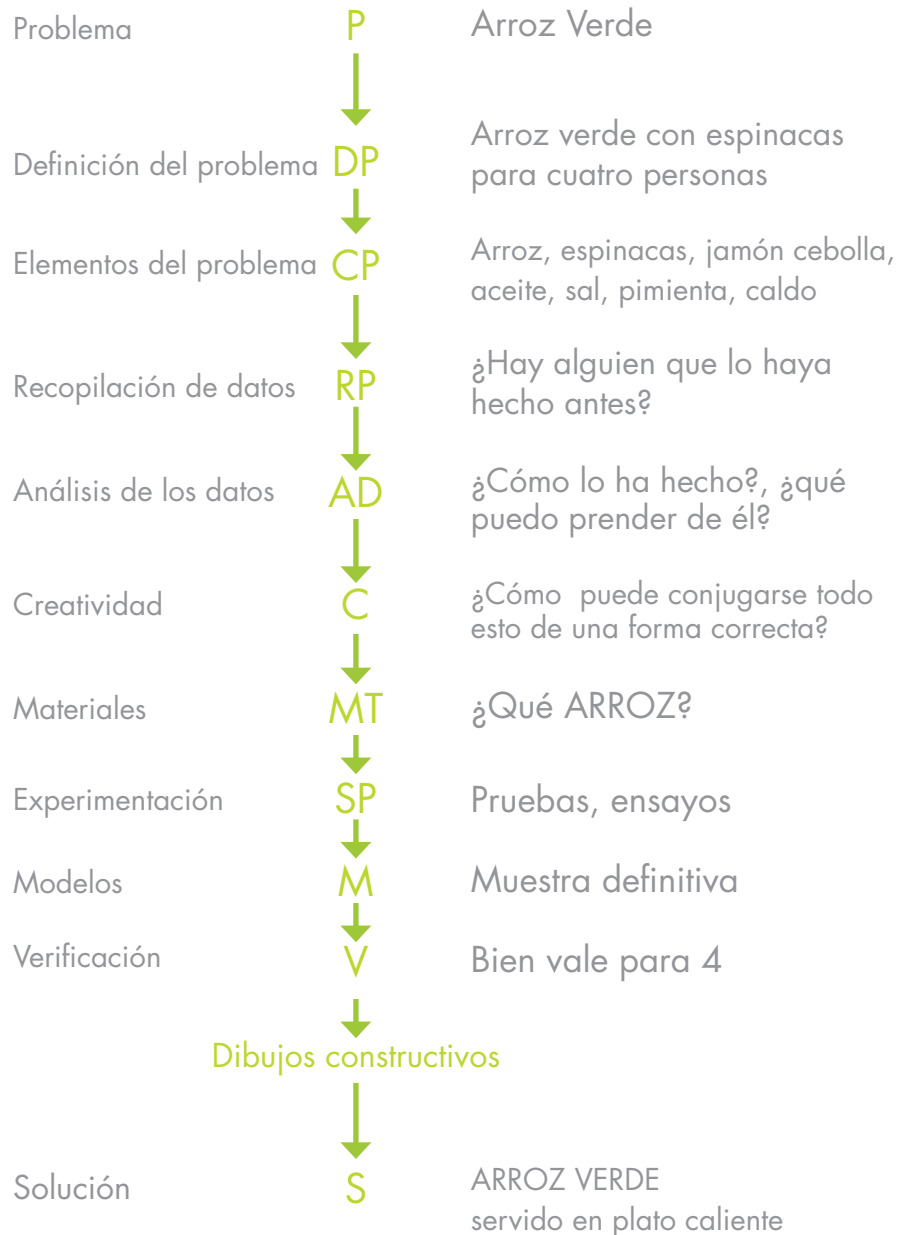 Problema P Arroz Verde
Definición del problema DP Arroz verde con espinacas
para cuatro personas
Elementos del problema CP Arroz, espinacas, jamón cebolla,
aceite, sal, pimienta, caldo
Recopilación de datos RP ¿Hay alguien que lo haya
hecho antes?
Análisis de los datos AD ¿Cómo lo ha hecho?, ¿qué
puedo prender de él?
Creatividad C ¿Cómo puede conjugarse todo
esto de una forma correcta?
Materiales MT ¿Qué ARROZ?
Experimentación SP Pruebas, ensayos
Modelos M Muestra definitiva
Verificación V Bien vale para 4
Dibujos constructivos
Solución S ARROZ VERDE
servido en plato caliente